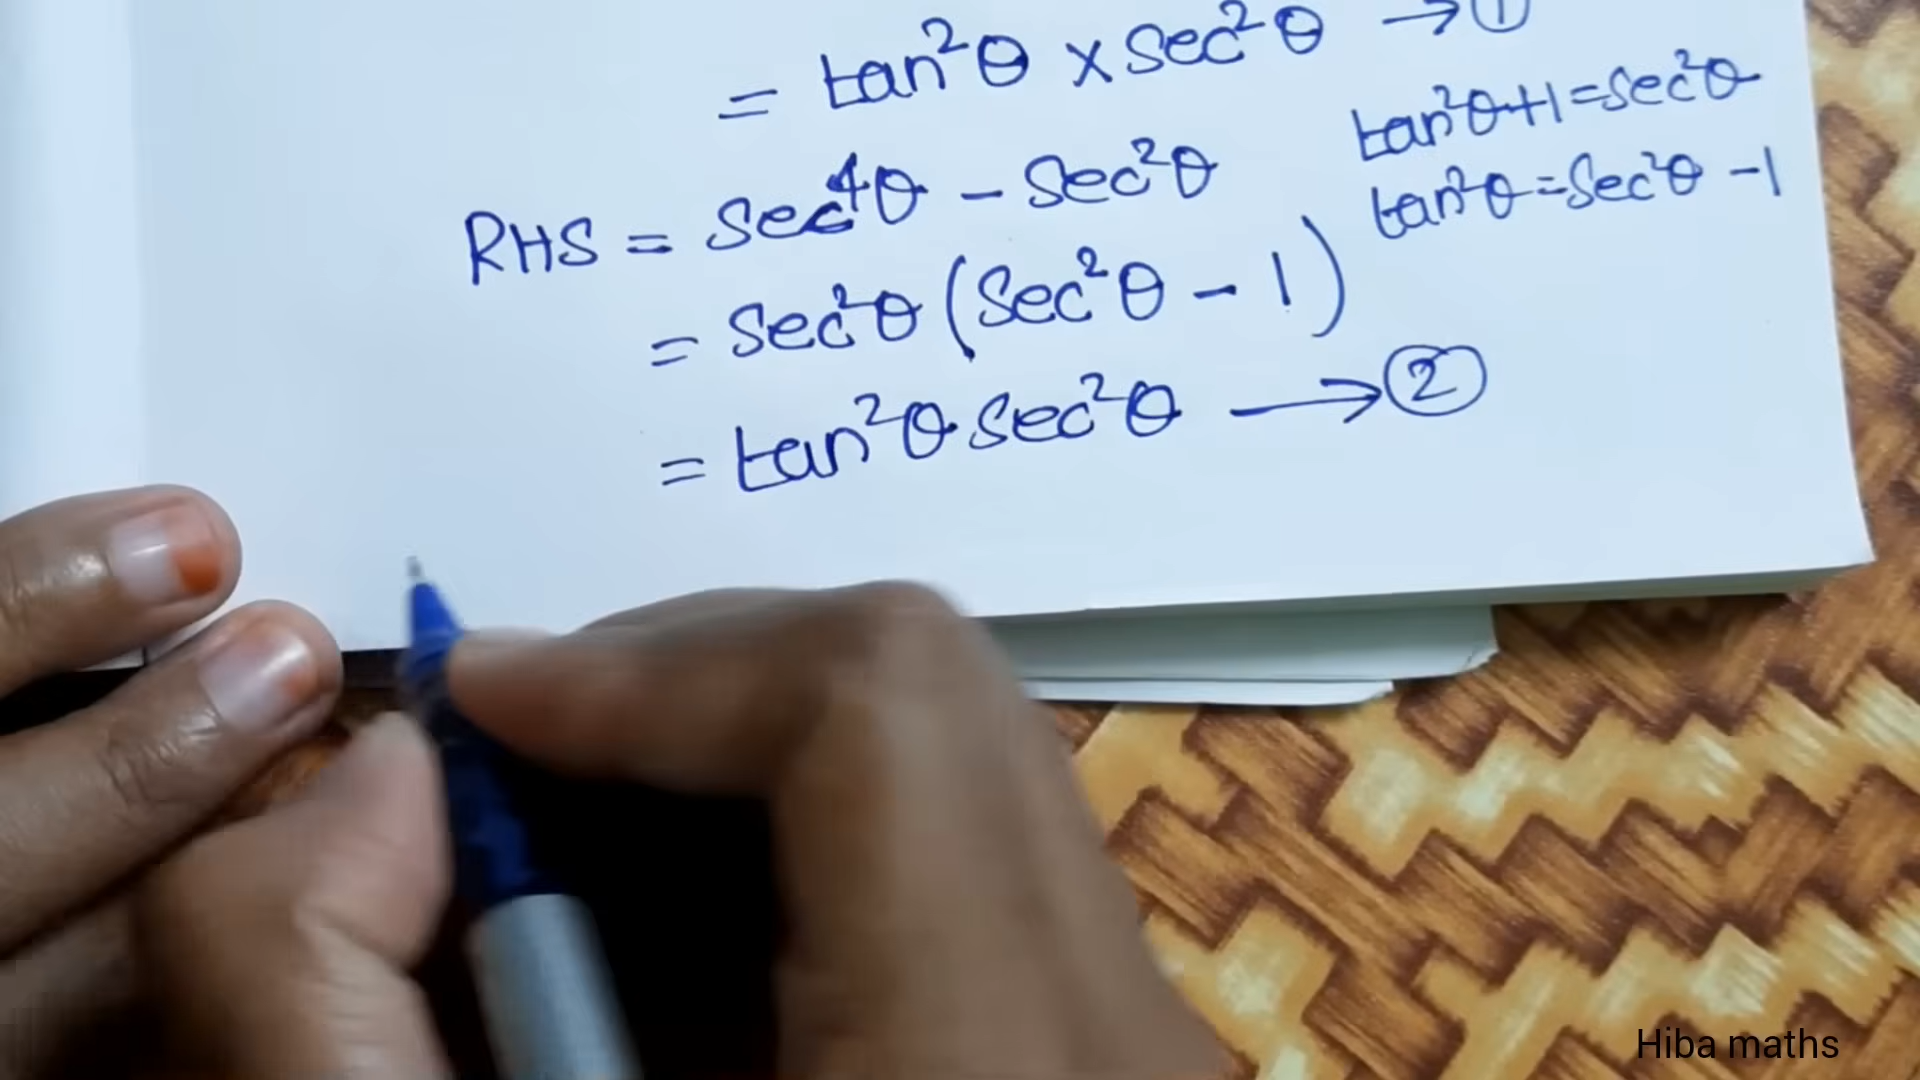 = tan²θ × sec²θ → ①
tan²θ+1=sec²θ
tan²θ=sec²θ -1
RHS = sec⁴θ - sec²θ
= sec²θ (sec²θ - 1)
= tan²θ sec²θ → ②
Hiba maths